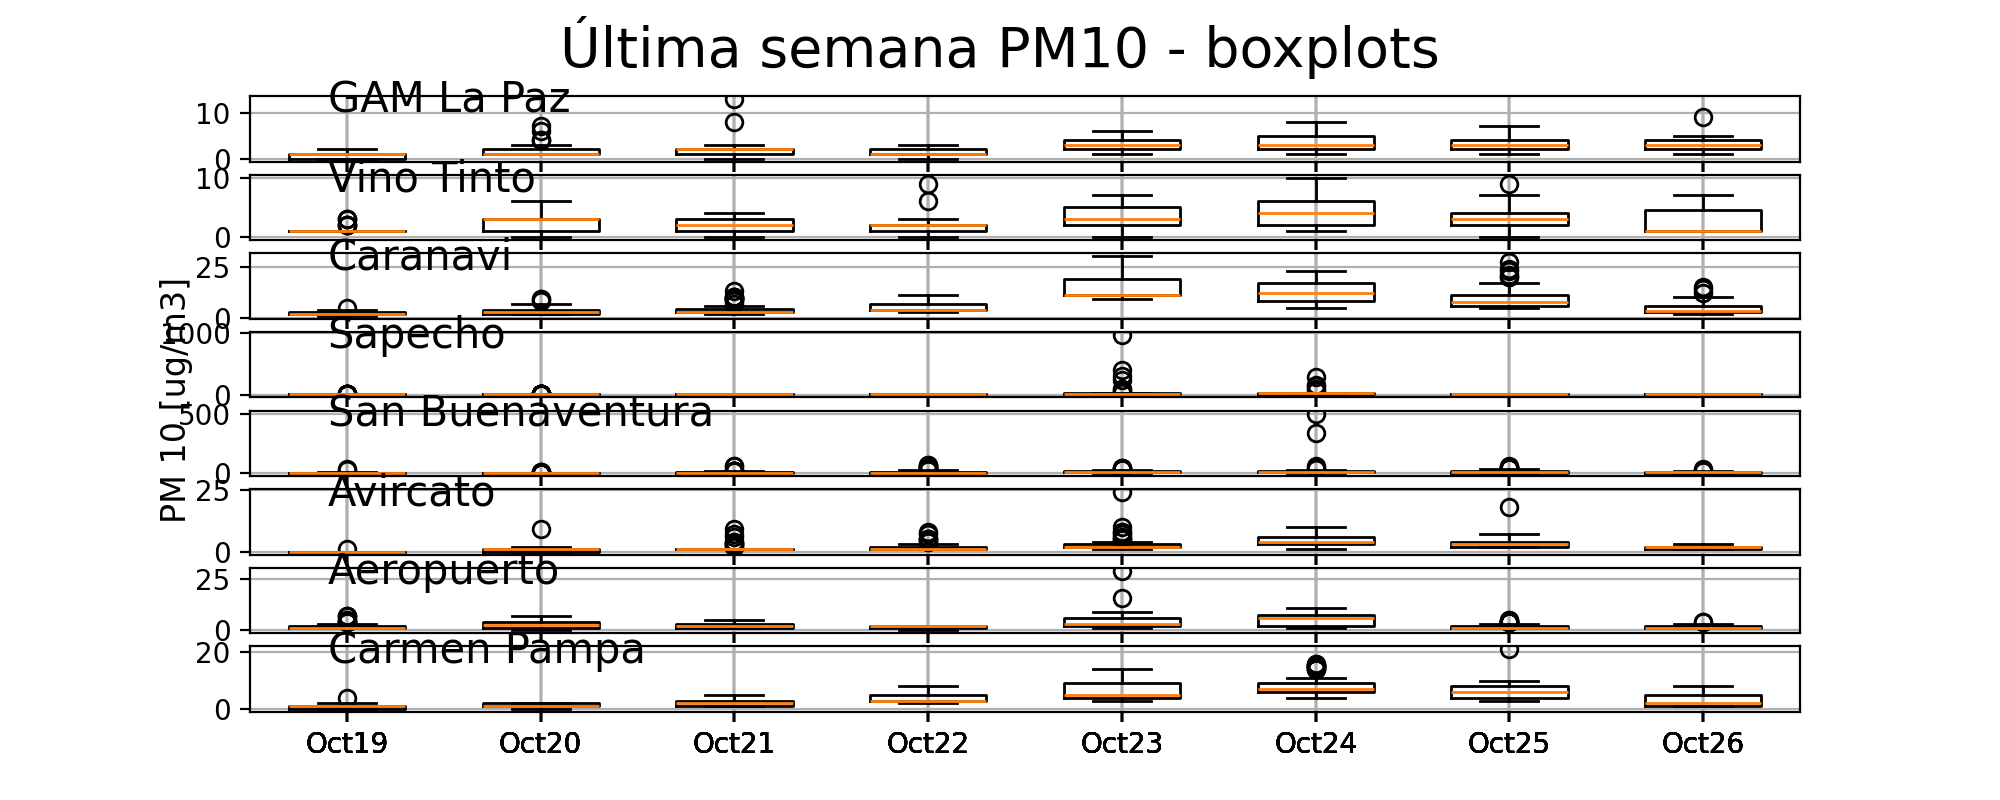 Última semana PM10 - boxplots
GAM La Paz
10
0
Vino Tinto
10
0
Caranavi
25
0
Sapecho
1000
0
San Buenaventura
500
0
Avircato
25
0
Aeropuerto
25
0
Carmen Pampa
20
0
PM 10 [ug/m3]
Oct19 Oct20 Oct21 Oct22 Oct23 Oct24 Oct25 Oct26